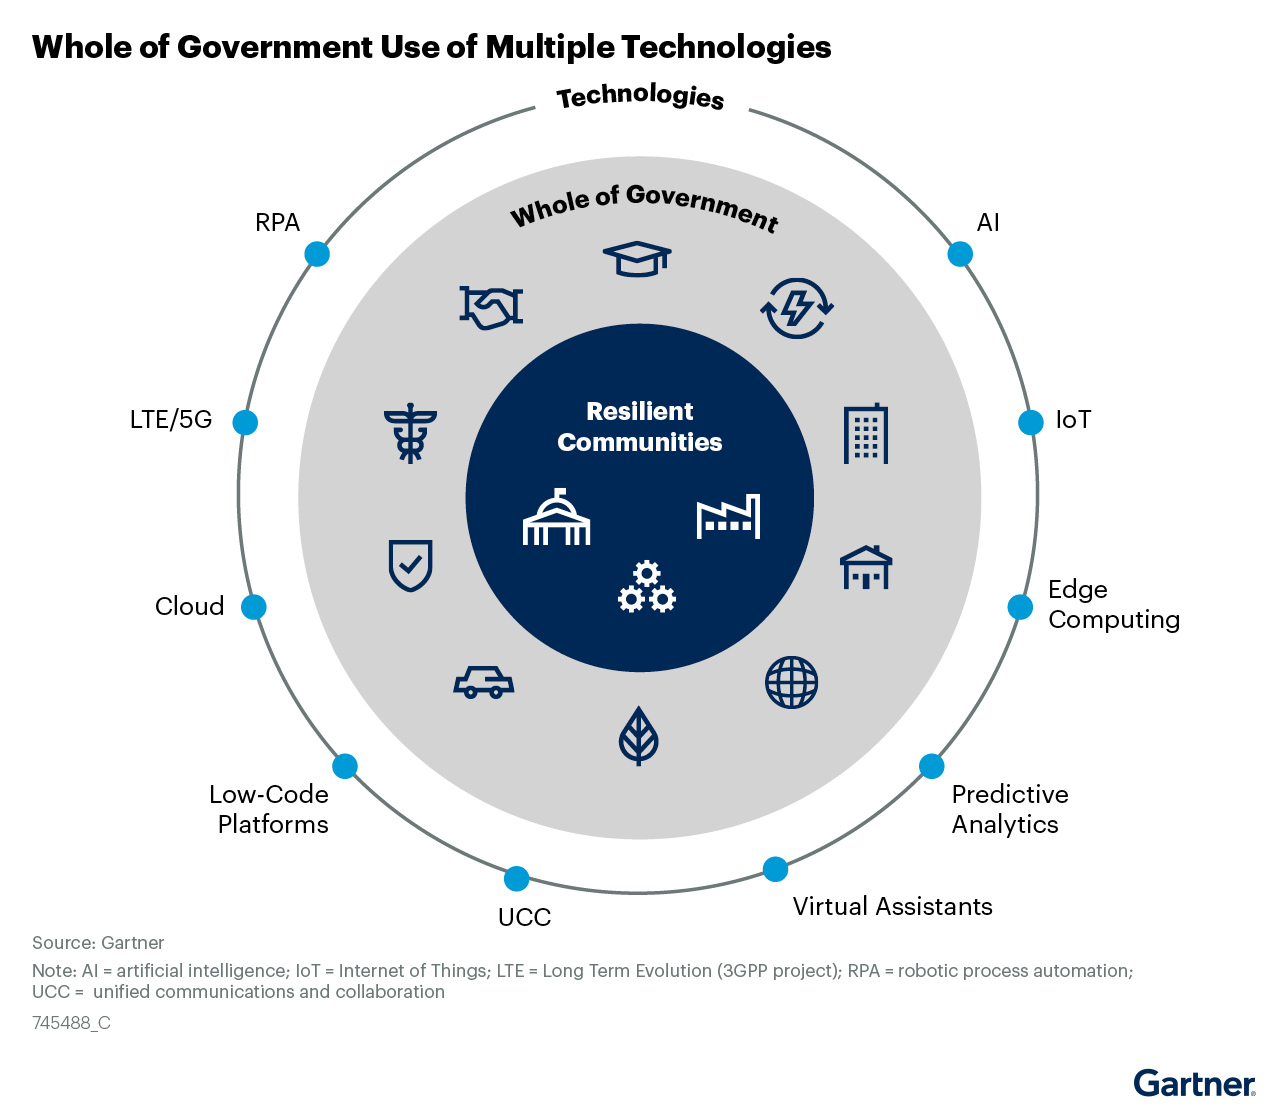 Whole of Government Use of Multiple Technologies
Technologies
Whole of Government
RPA
AI
LTE/5G
IoT
Resilient
Communities
Cloud
Edge
Computing
Low-Code
Platforms
Predictive
Analytics
UCC
Virtual Assistants
Source: Gartner
Note: AI = artificial intelligence; IoT = Internet of Things; LTE = Long Term Evolution (3GPP project); RPA = robotic process automation;
UCC = unified communications and collaboration
745488_C
Gartner®